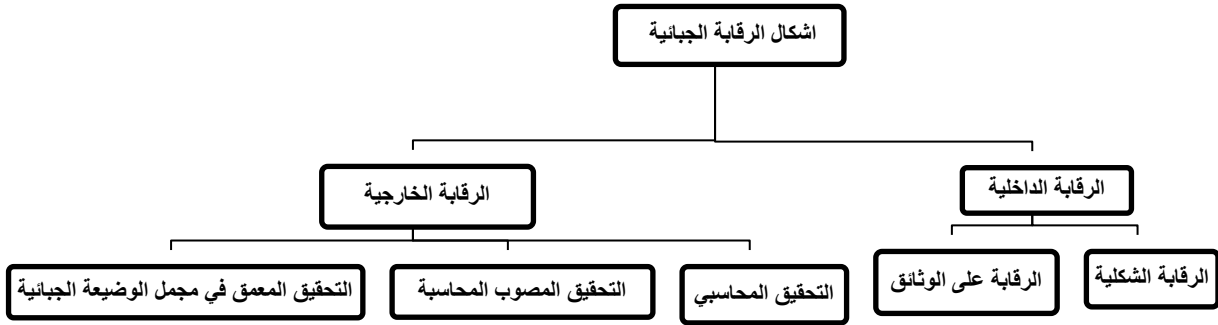 اشكال الرقابة الجبائية
الرقابة الداخلية
الرقابة الخارجية
الرقابة الشكلية
الرقابة على الوثائق
التحقيق المحاسبي
التحقيق المصوب المحاسبة
التحقيق المعمق في مجمل الوضيعة الجبائية